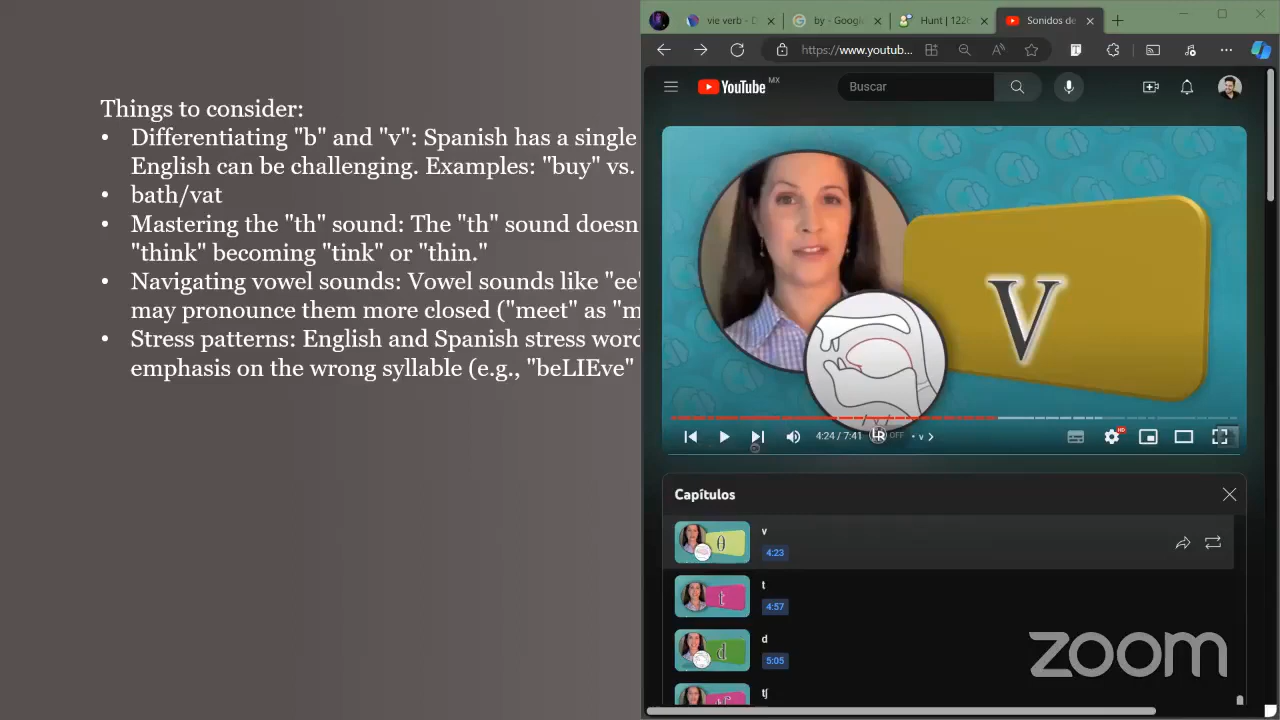 Things to consider:
• Differentiating "b" and "v": Spanish has a single
English can be challenging. Examples: "buy" vs.
• bath/vat
• Mastering the "th" sound: The "th" sound doesn
"think" becoming "tink" or "thin."
• Navigating vowel sounds: Vowel sounds like "ee"
may pronounce them more closed ("meet" as "m
• Stress patterns: English and Spanish stress word
emphasis on the wrong syllable (e.g., "beLIEve"
vie verb - D
by - Google
Hunt | 122
Sonidos de
https://www.youtub...
YouTube MX
Buscar
v
/ v /
4:24 / 7:41
OFF
• v >
HD
Capítulos
θ
v
4:23
t
t
4:57
d
d
5:05
tʃ
zoom